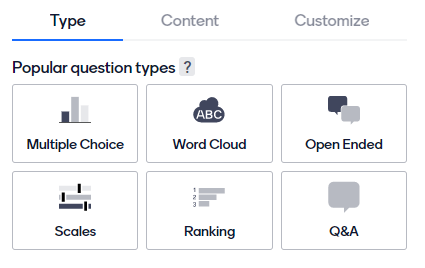 Type Content Customize
Popular question types ?
ABC
Multiple Choice Word Cloud Open Ended
1
2
3
Scales Ranking Q&A